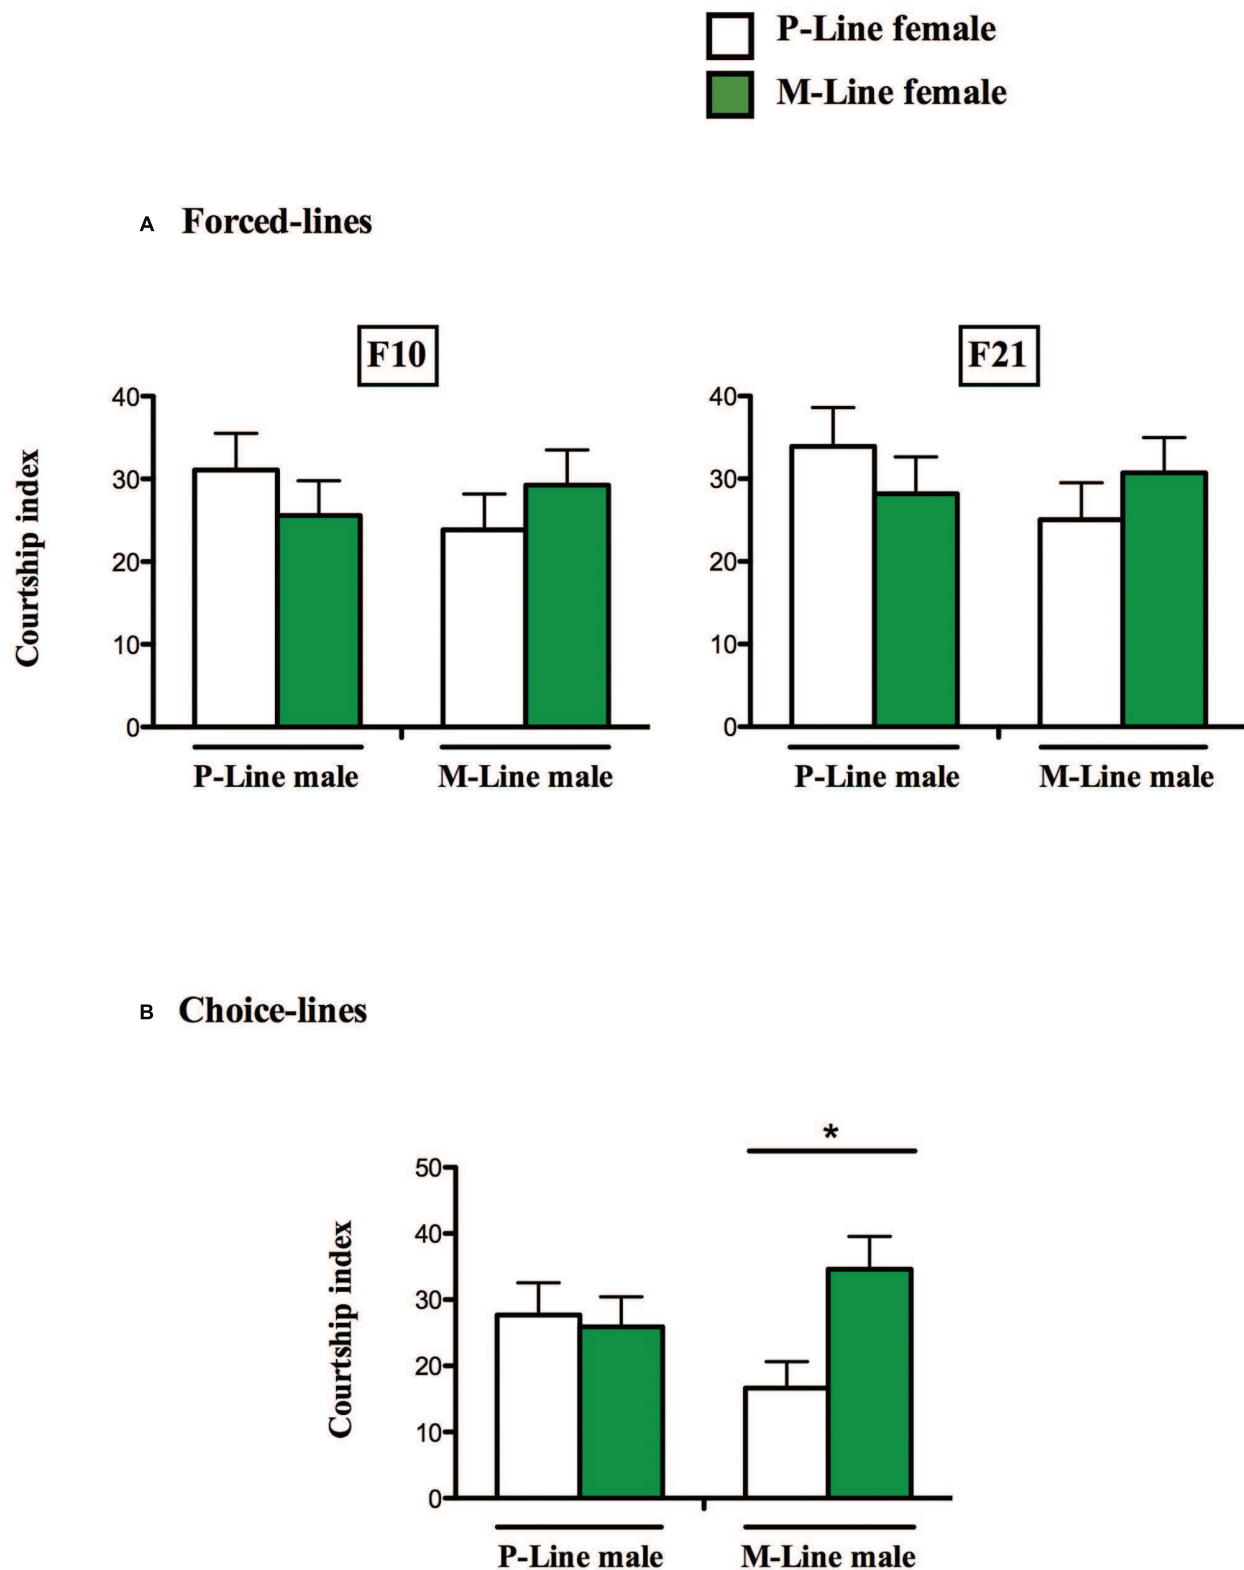 P-Line female
M-Line female
A Forced-lines
F10
F21
Courtship index
40
30
20
10
0
P-Line male
M-Line male
40
30
20
10
0
P-Line male
M-Line male
B Choice-lines
*
Courtship index
50
40
30
20
10
0
P-Line male
M-Line male